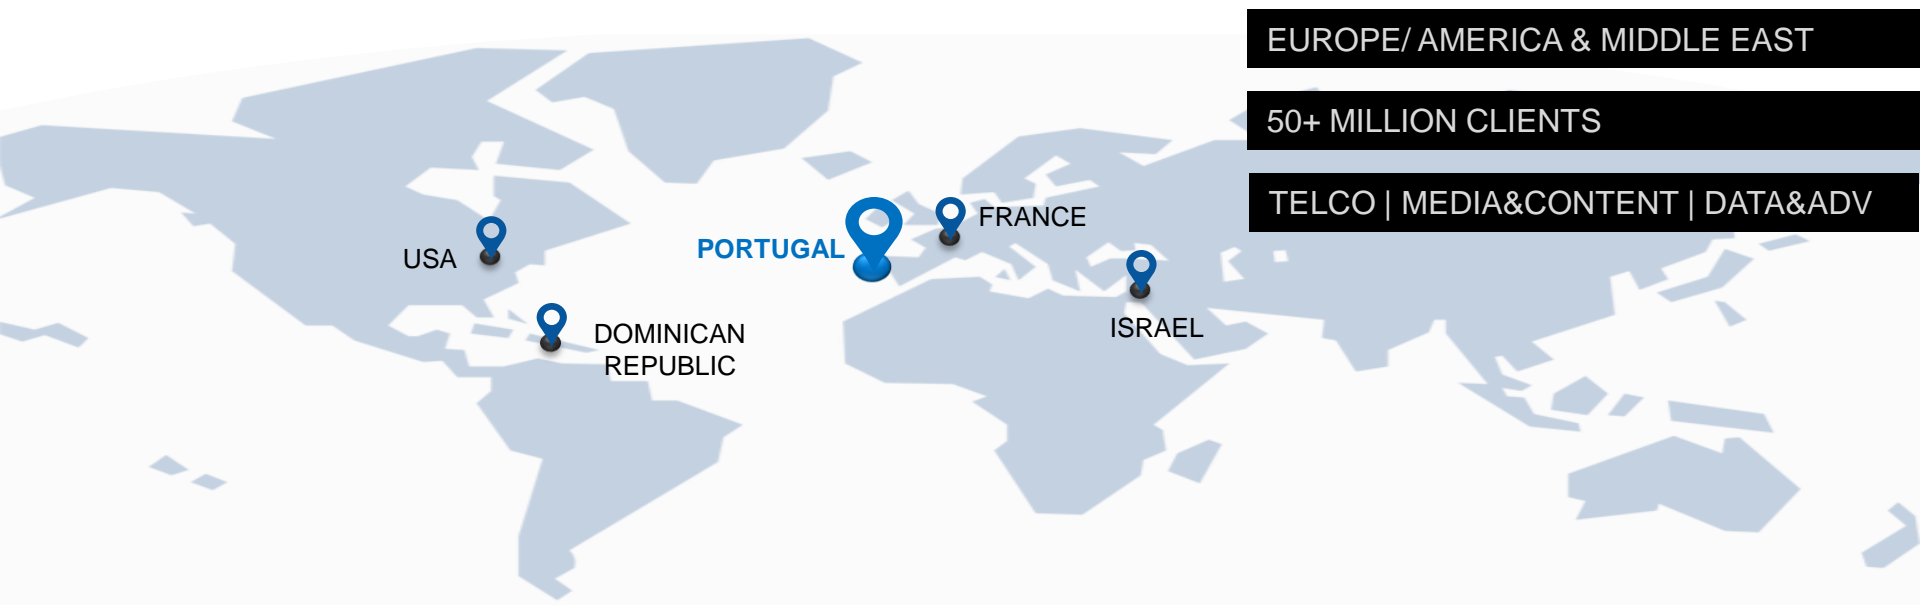 EUROPE/ AMERICA & MIDDLE EAST
50+ MILLION CLIENTS
TELCO | MEDIA&CONTENT | DATA&ADV
FRANCE
PORTUGAL
USA
ISRAEL
DOMINICAN
REPUBLIC